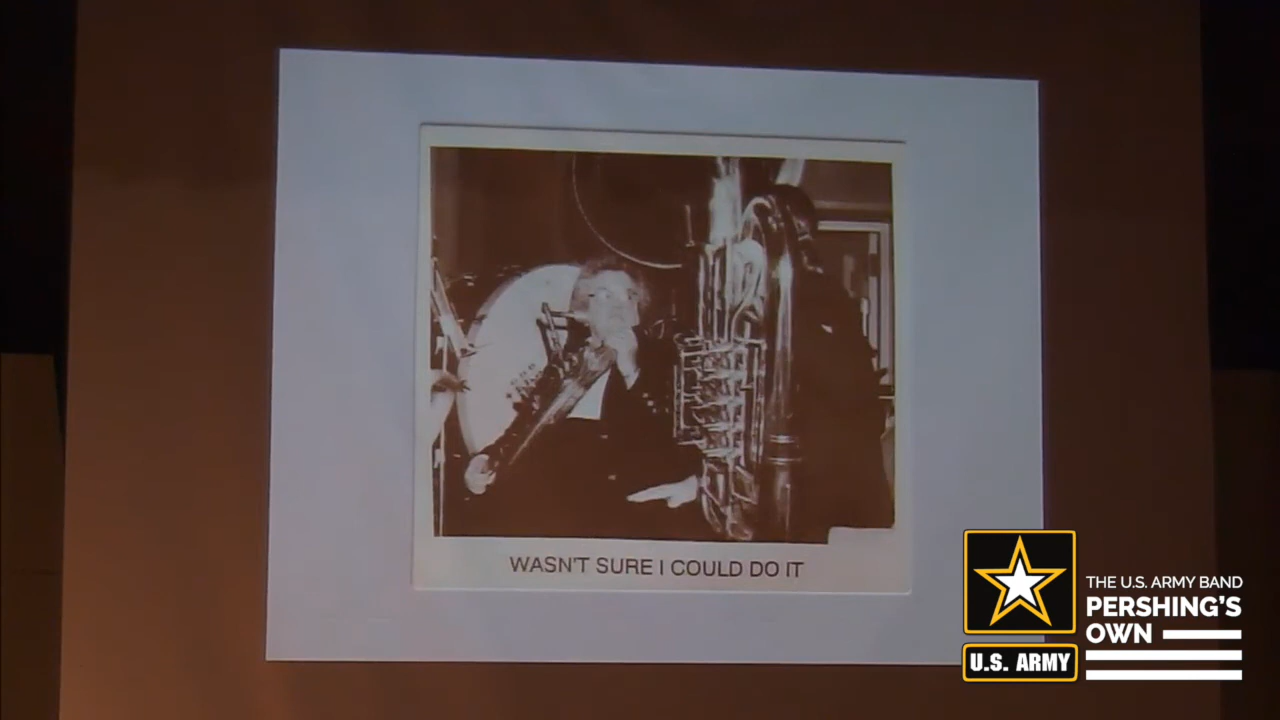 WASN'T SURE I COULD DO IT
THE U.S. ARMY BAND
PERSHING'S
OWN
U.S. ARMY